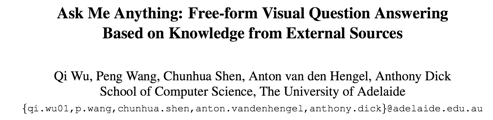 Ask Me Anything: Free-form Visual Question Answering
Based on Knowledge from External Sources
Qi Wu, Peng Wang, Chunhua Shen, Anton van den Hengel, Anthony Dick
School of Computer Science, The University of Adelaide
{qi.wu01,p.wang,chunhua.shen,anton.vandenhengel,anthony.dick}@adelaide.edu.au